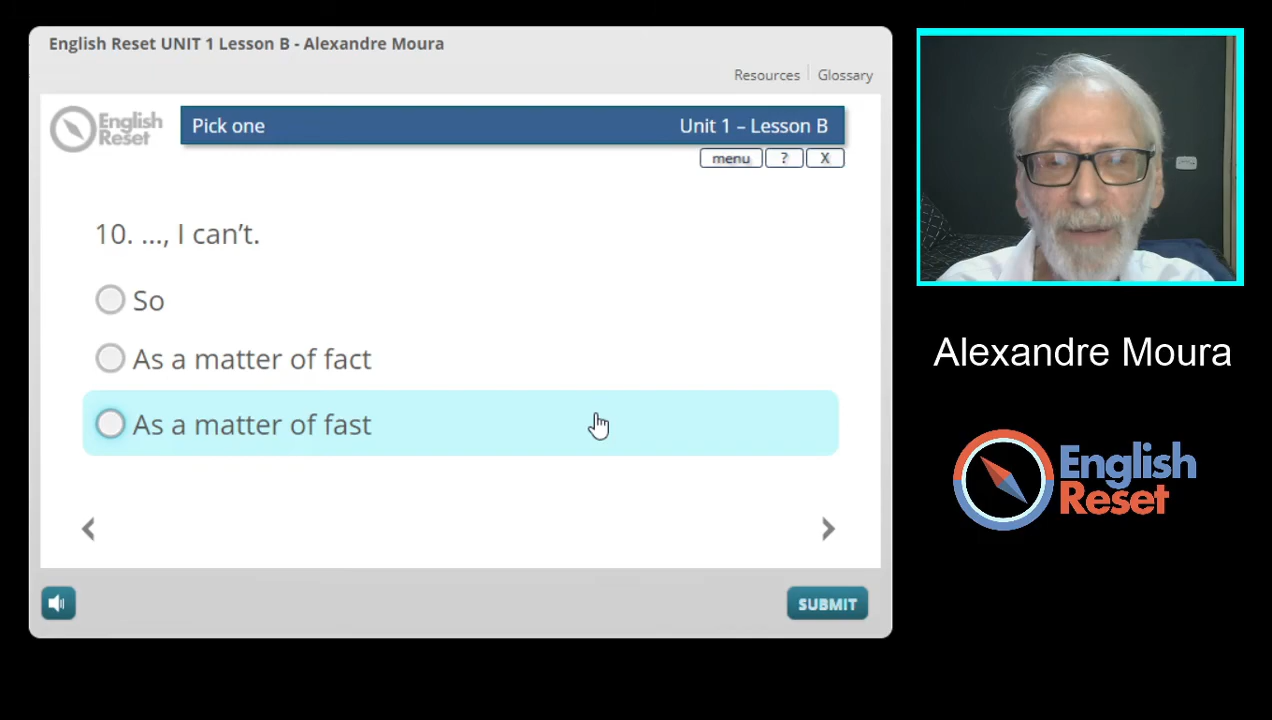 English Reset UNIT 1 Lesson B - Alexandre Moura
Resources
Glossary
English
Reset
Pick one
Unit 1 – Lesson B
menu
?
X
10. ..., I can't.
So
As a matter of fact
As a matter of fast
SUBMIT
Alexandre Moura
English
Reset